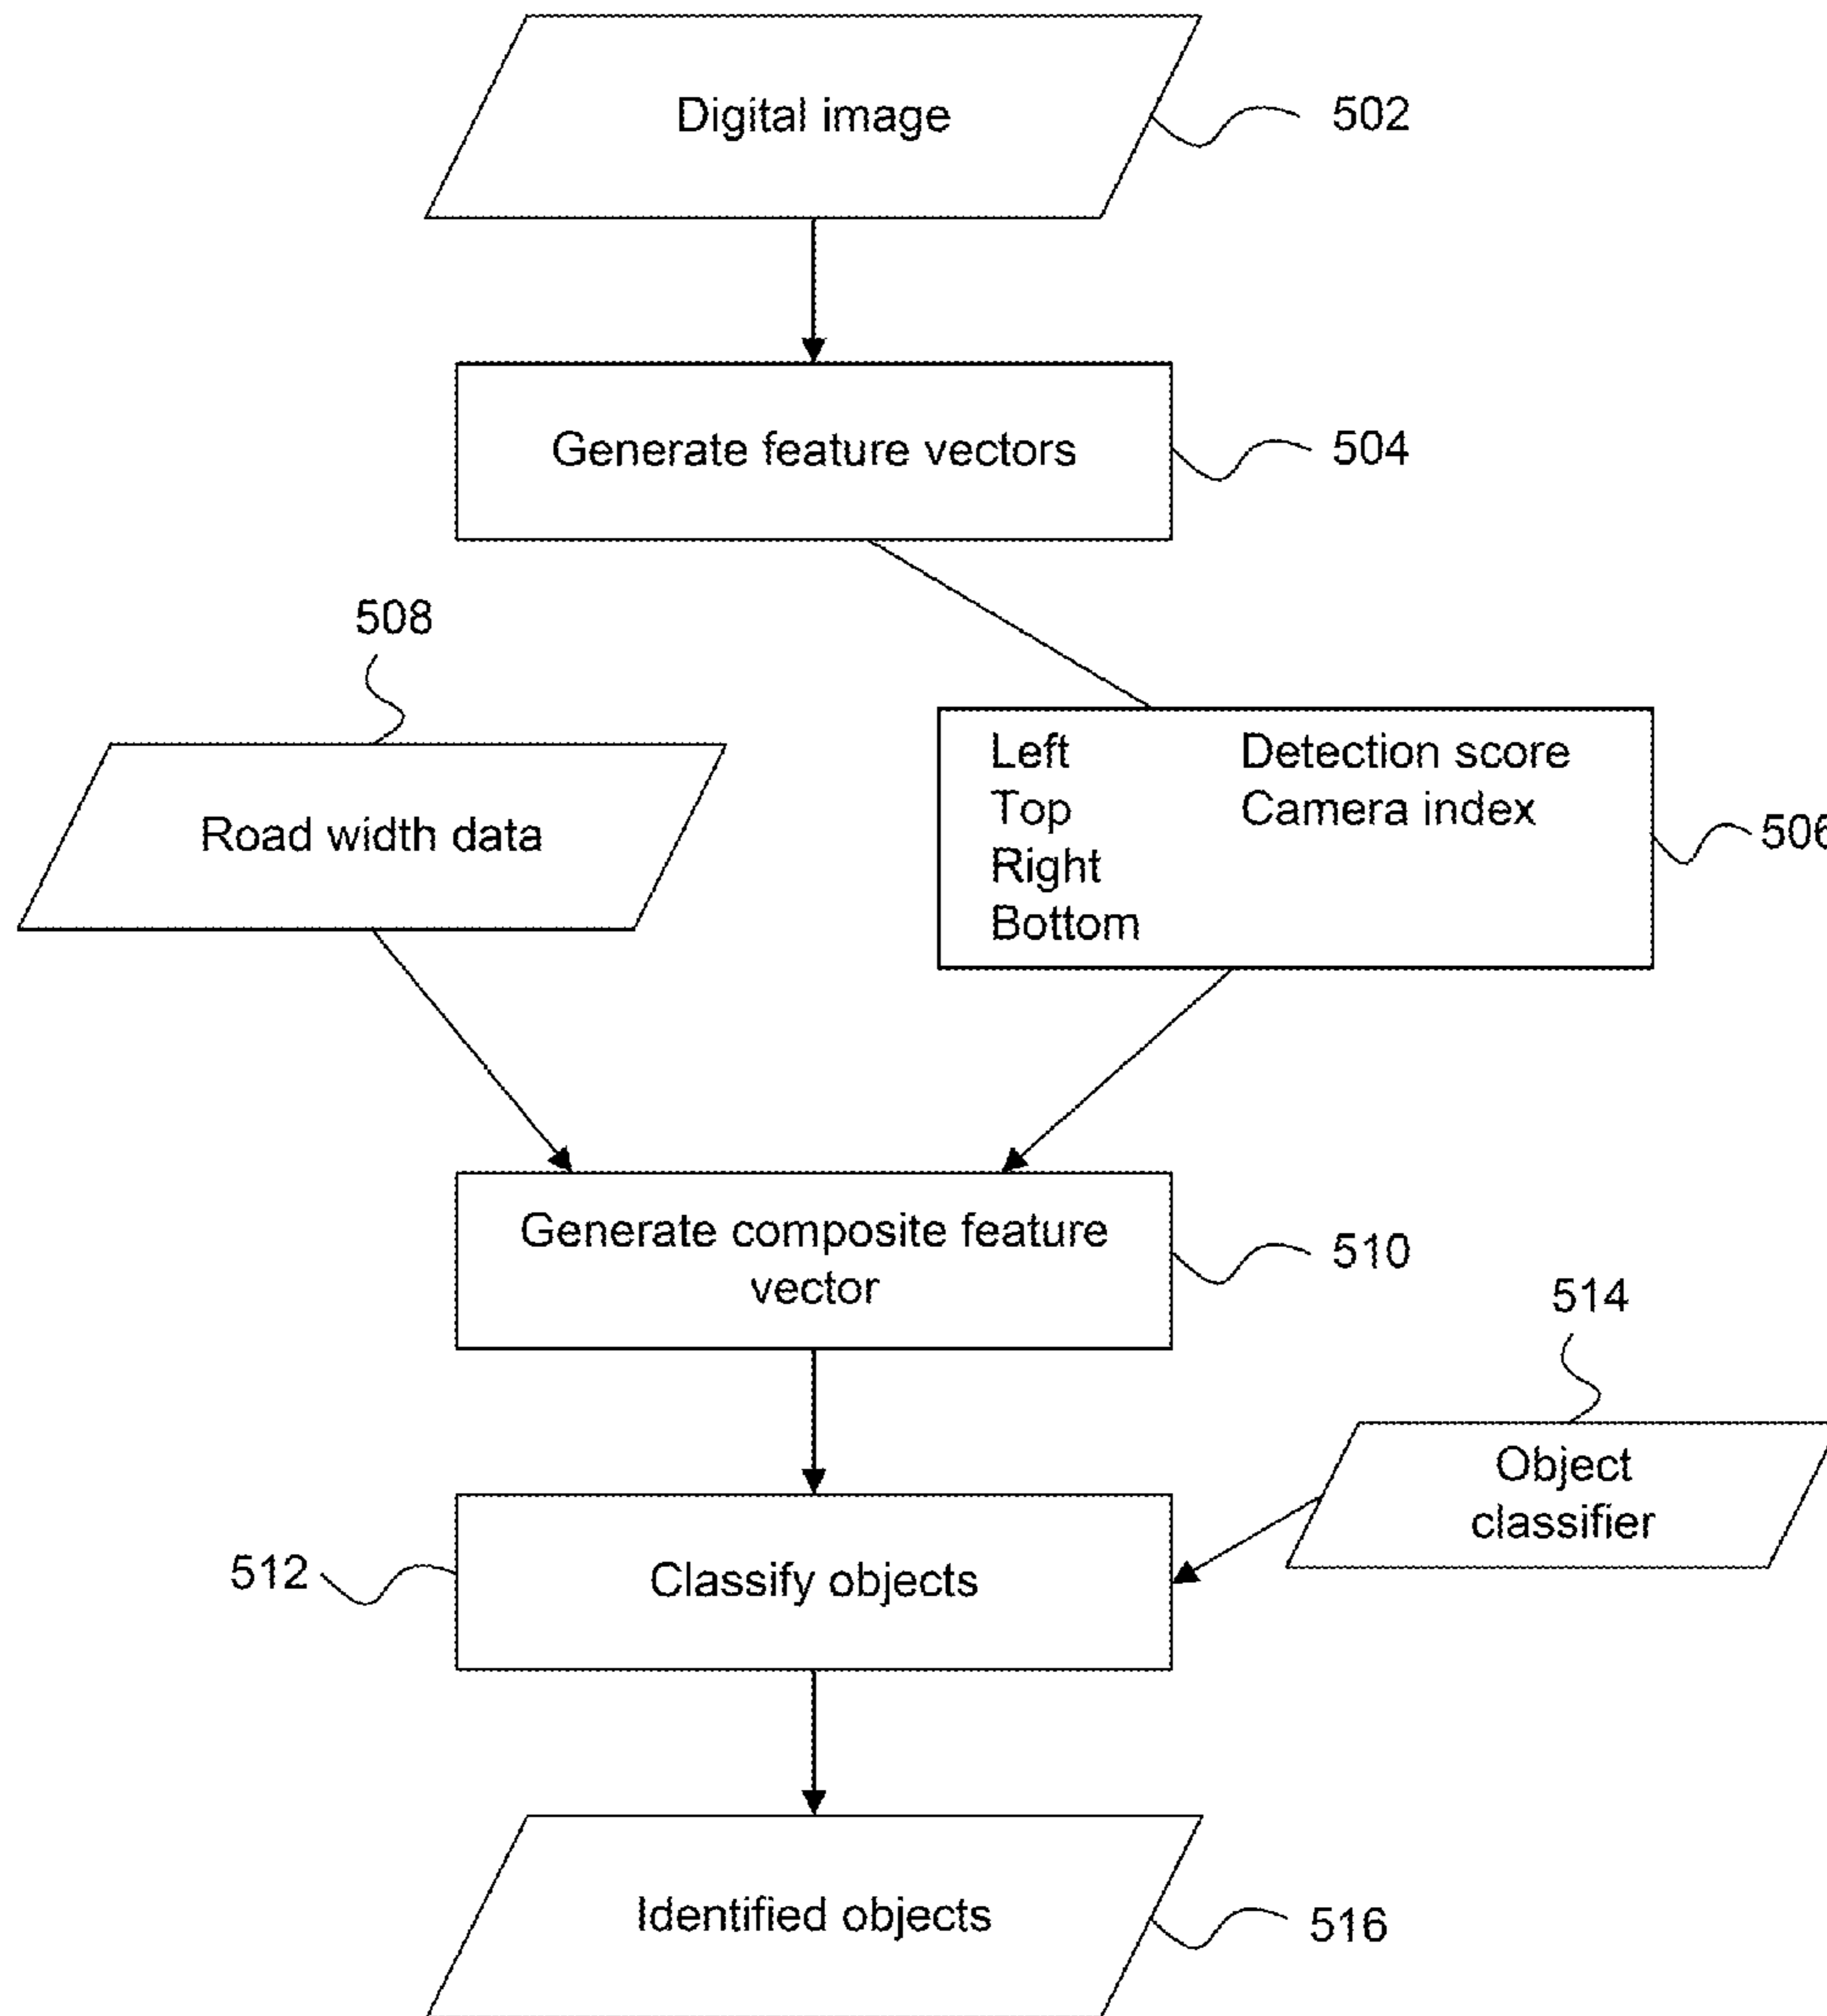 Digital image
502
Generate feature vectors
504
508
Road width data
Left
Top
Right
Bottom
Detection score
Camera index
506
Generate composite feature
vector
510
514
Object
classifier
512
Classify objects
Identified objects
516